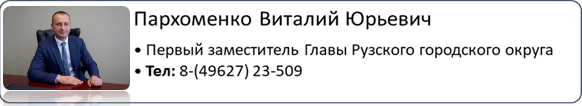 Пархоменко Виталий Юрьевич
• Первый заместитель Главы Рузского городского округа
• Тел: 8-(49627) 23-509